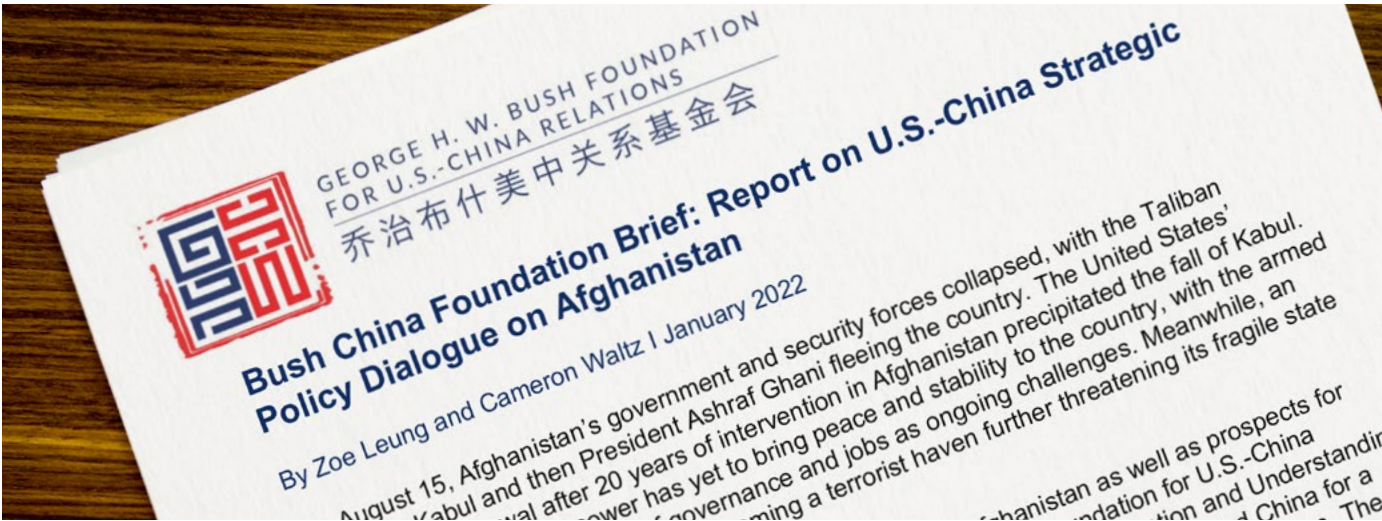 GEORGE H. W. BUSH FOUNDATION
FOR U.S.-CHINA RELATIONS
乔治布什美中关系基金会
Bush China Foundation Brief: Report on U.S.-China Strategic
Policy Dialogue on Afghanistan
By Zoe Leung and Cameron Waltz I January 2022
August 15, Afghanistan's government and security forces collapsed, with the Taliban
Kabul and then President Ashraf Ghani fleeing the country. The United States'
after 20 years of intervention in Afghanistan precipitated the fall of Kabul.
has yet to bring peace and stability to the country, with the armed
governance and jobs as ongoing challenges. Meanwhile, an
a terrorist haven further threatening its fragile state
as well as prospects for
for U.S.-China
and
China for a
The